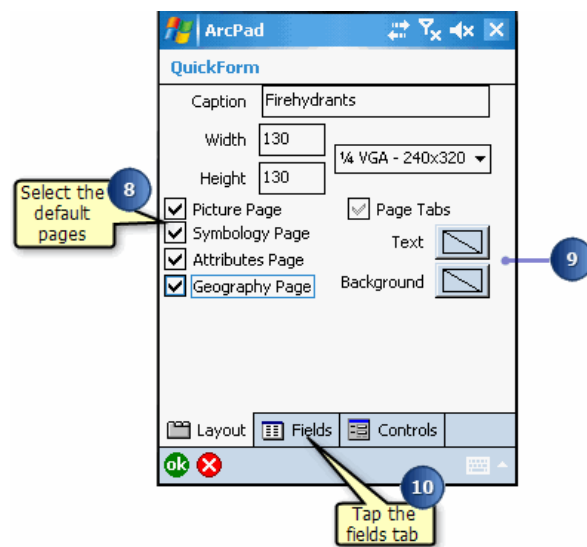 ArcPad
QuickForm
Caption Firehydrants
Width 130
¼ VGA - 240x320
Height 130
8
Select the
default
pages
Picture Page
Page Tabs
Symbology Page
Text
9
Attributes Page
Background
Geography Page
Layout Fields Controls
ok
10
Tap the
fields tab